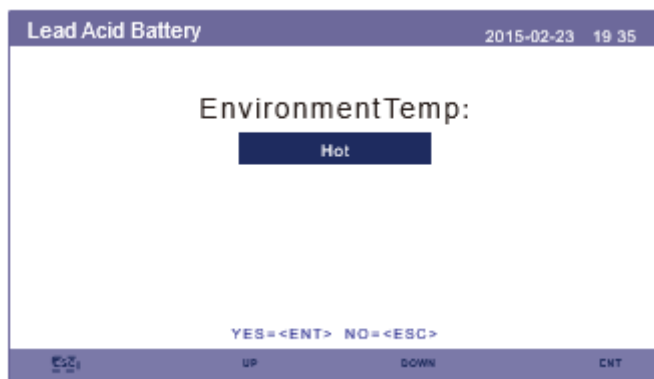 Lead Acid Battery 2015-02-23 19 35
EnvironmentTemp:
Hot
YES=<ENT> NO=<ESC>
UP DOWN ENT